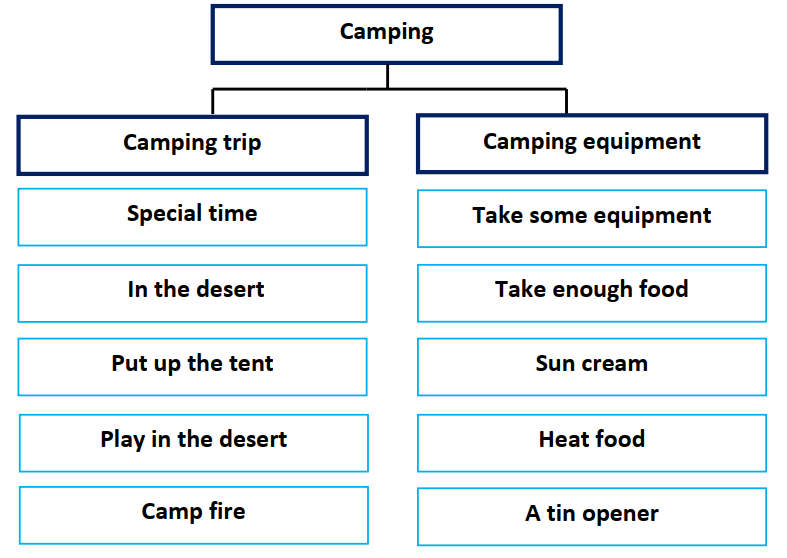 Camping
Camping trip
Special time
In the desert
Put up the tent
Play in the desert
Camp fire
Camping equipment
Take some equipment
Take enough food
Sun cream
Heat food
A tin opener